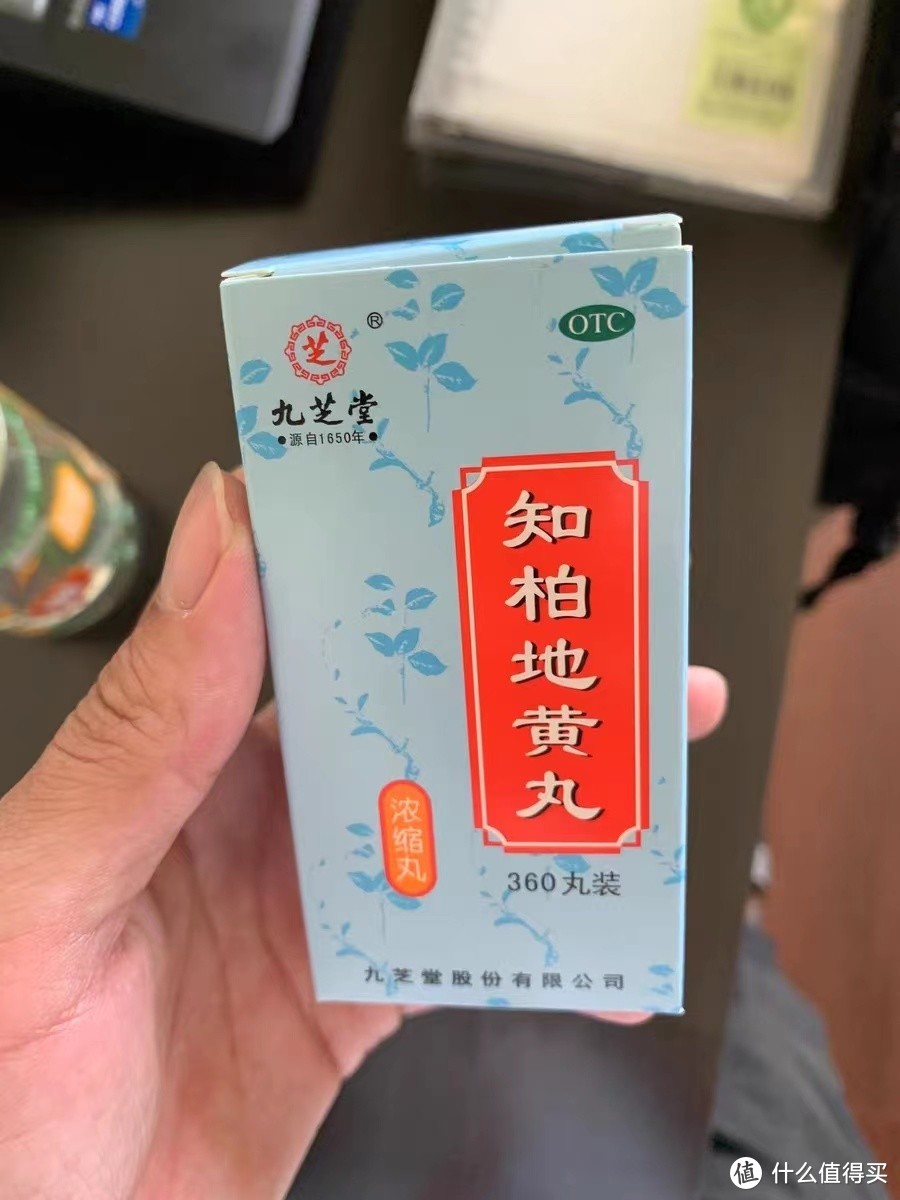 芝
®
九芝堂
●源自1650年●
OTC
知柏地黄丸
浓缩丸
360丸装
九芝堂股份有限公司
值 什么值得买